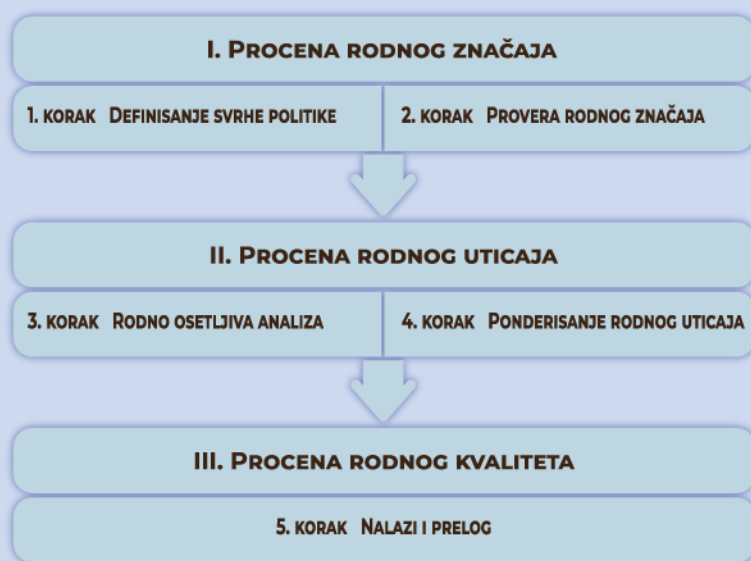 I. Procena rodnog značaja
1. korak Definisanje svrhe politike
2. korak Provera rodnog značaja
II. Procena rodnog uticaja
3. korak Rodno osetljiva analiza
4. korak Ponderisanje rodnog uticaja
III. Procena rodnog kvaliteta
5. korak Nalazi i prelog